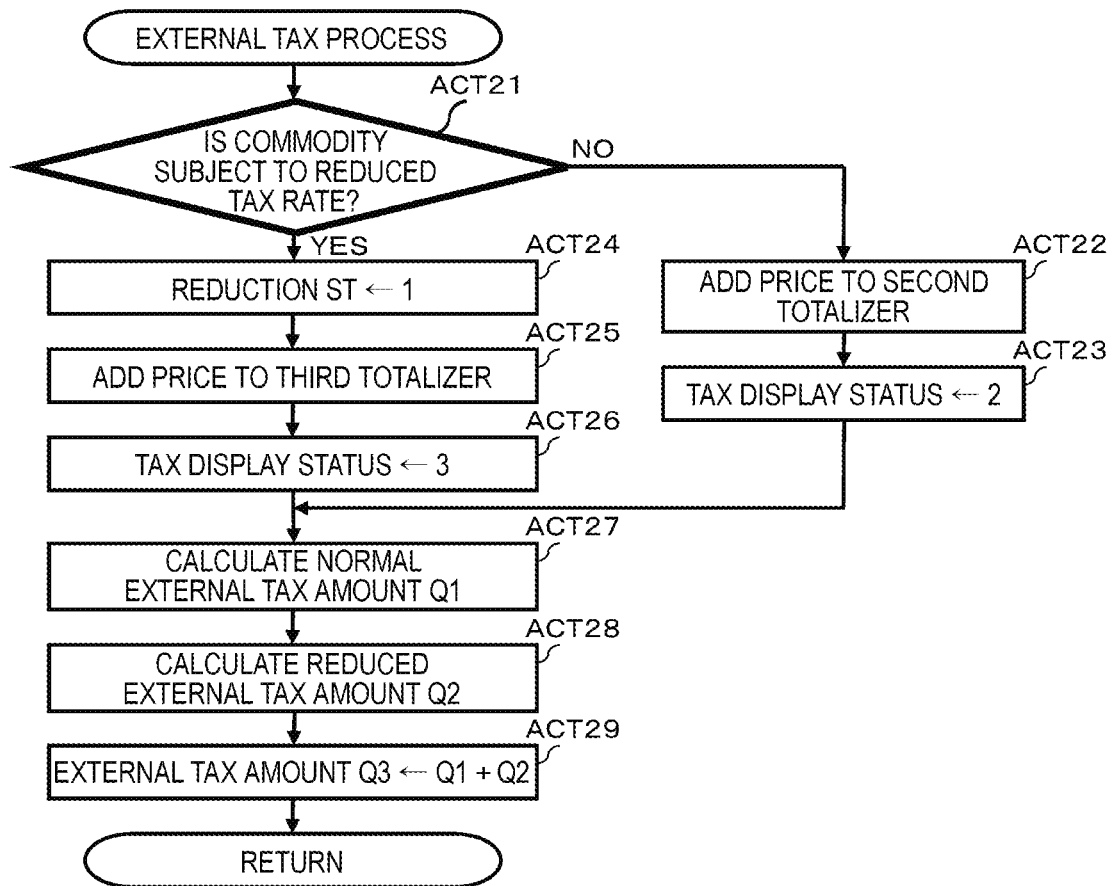 EXTERNAL TAX PROCESS
ACT21
IS COMMODITY
SUBJECT TO REDUCED
TAX RATE?
NO
YES
ACT24
REDUCTION ST ← 1
ACT25
ADD PRICE TO THIRD TOTALIZER
ACT26
TAX DISPLAY STATUS ← 3
ACT22
ADD PRICE TO SECOND
TOTALIZER
ACT23
TAX DISPLAY STATUS ← 2
ACT27
CALCULATE NORMAL
EXTERNAL TAX AMOUNT Q1
ACT28
CALCULATE REDUCED
EXTERNAL TAX AMOUNT Q2
ACT29
EXTERNAL TAX AMOUNT Q3 ← Q1 + Q2
RETURN